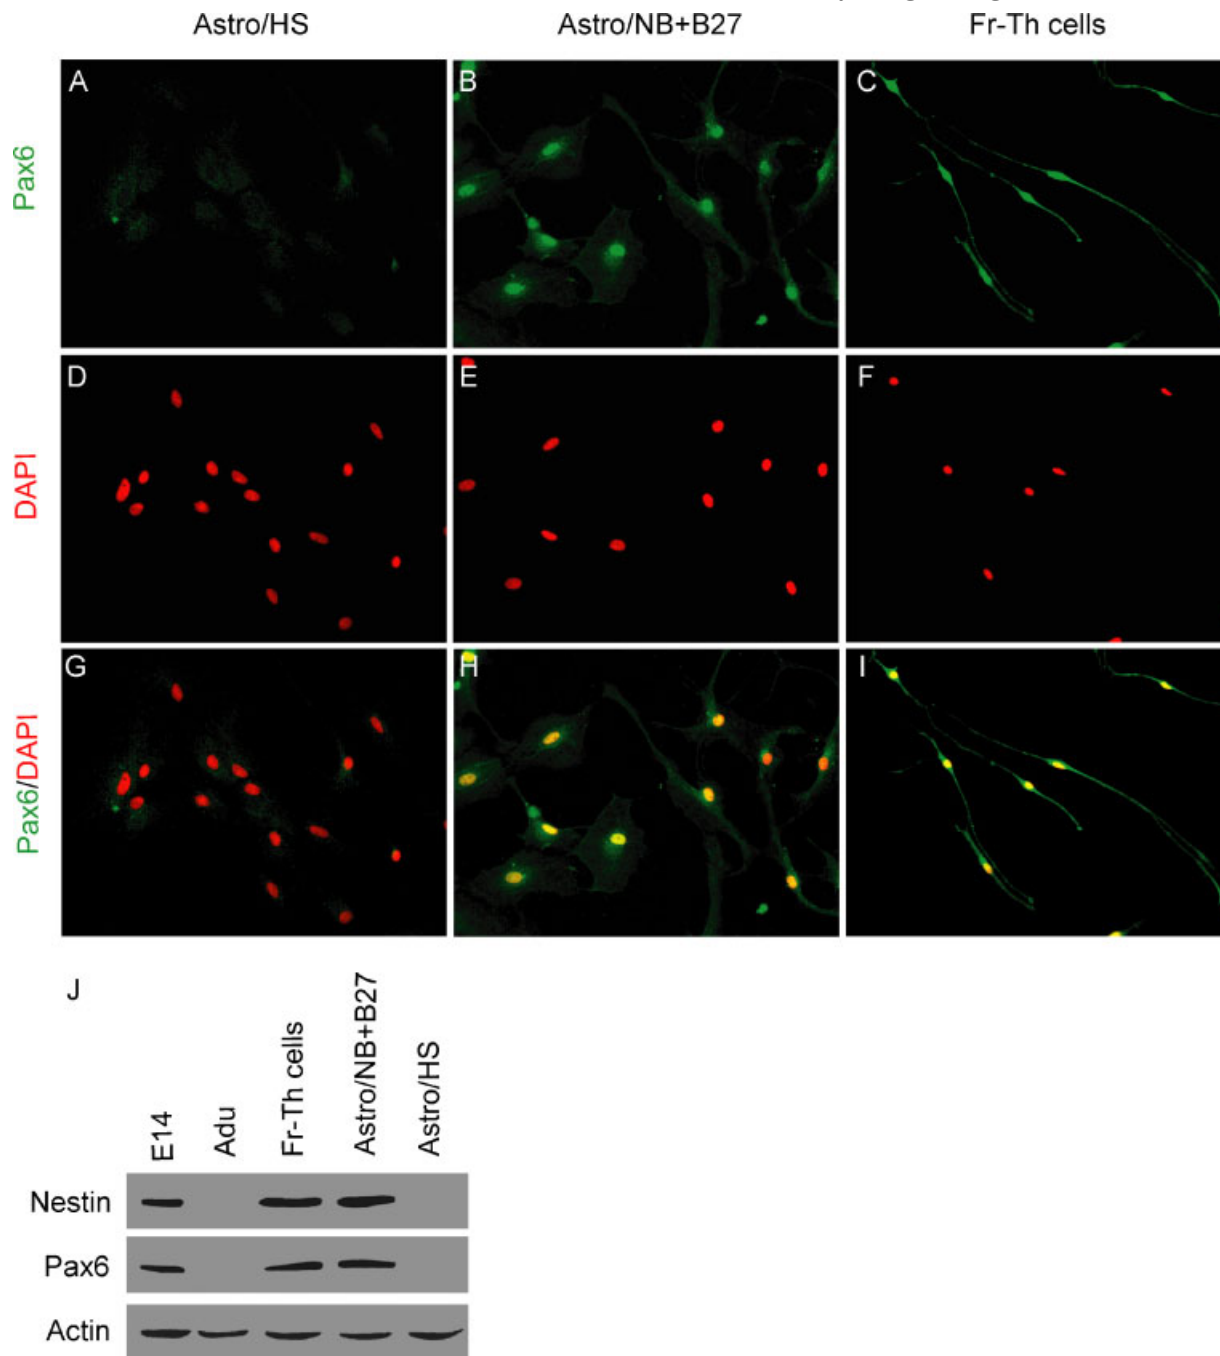 Astro/HS Astro/NB+B27 Fr-Th cells
Pax6
A B C
DAPI
D E F
Pax6/DAPI
G H I
J
E14 Adu Fr-Th cells Astro/NB+B27 Astro/HS
Nestin
Pax6
Actin